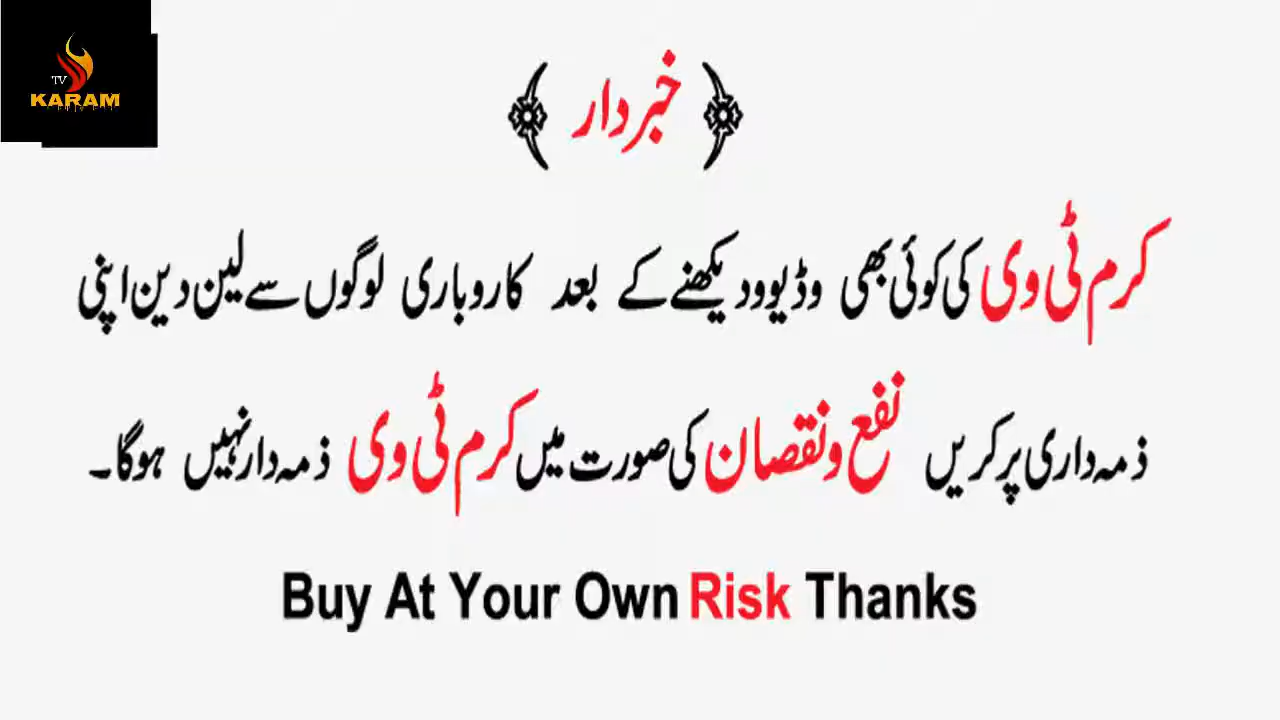 TV
KARAM
خبردار
کرم ٹی وی کی کوئی بھی وڈیو دیکھنے کے بعد کاروباری لوگوں سے لین دین اپنی
ذمہ داری پر کریں نفع و نقصان کی صورت میں کرم ٹی وی ذمہ دار نہیں ہوگا۔
Buy At Your Own Risk Thanks